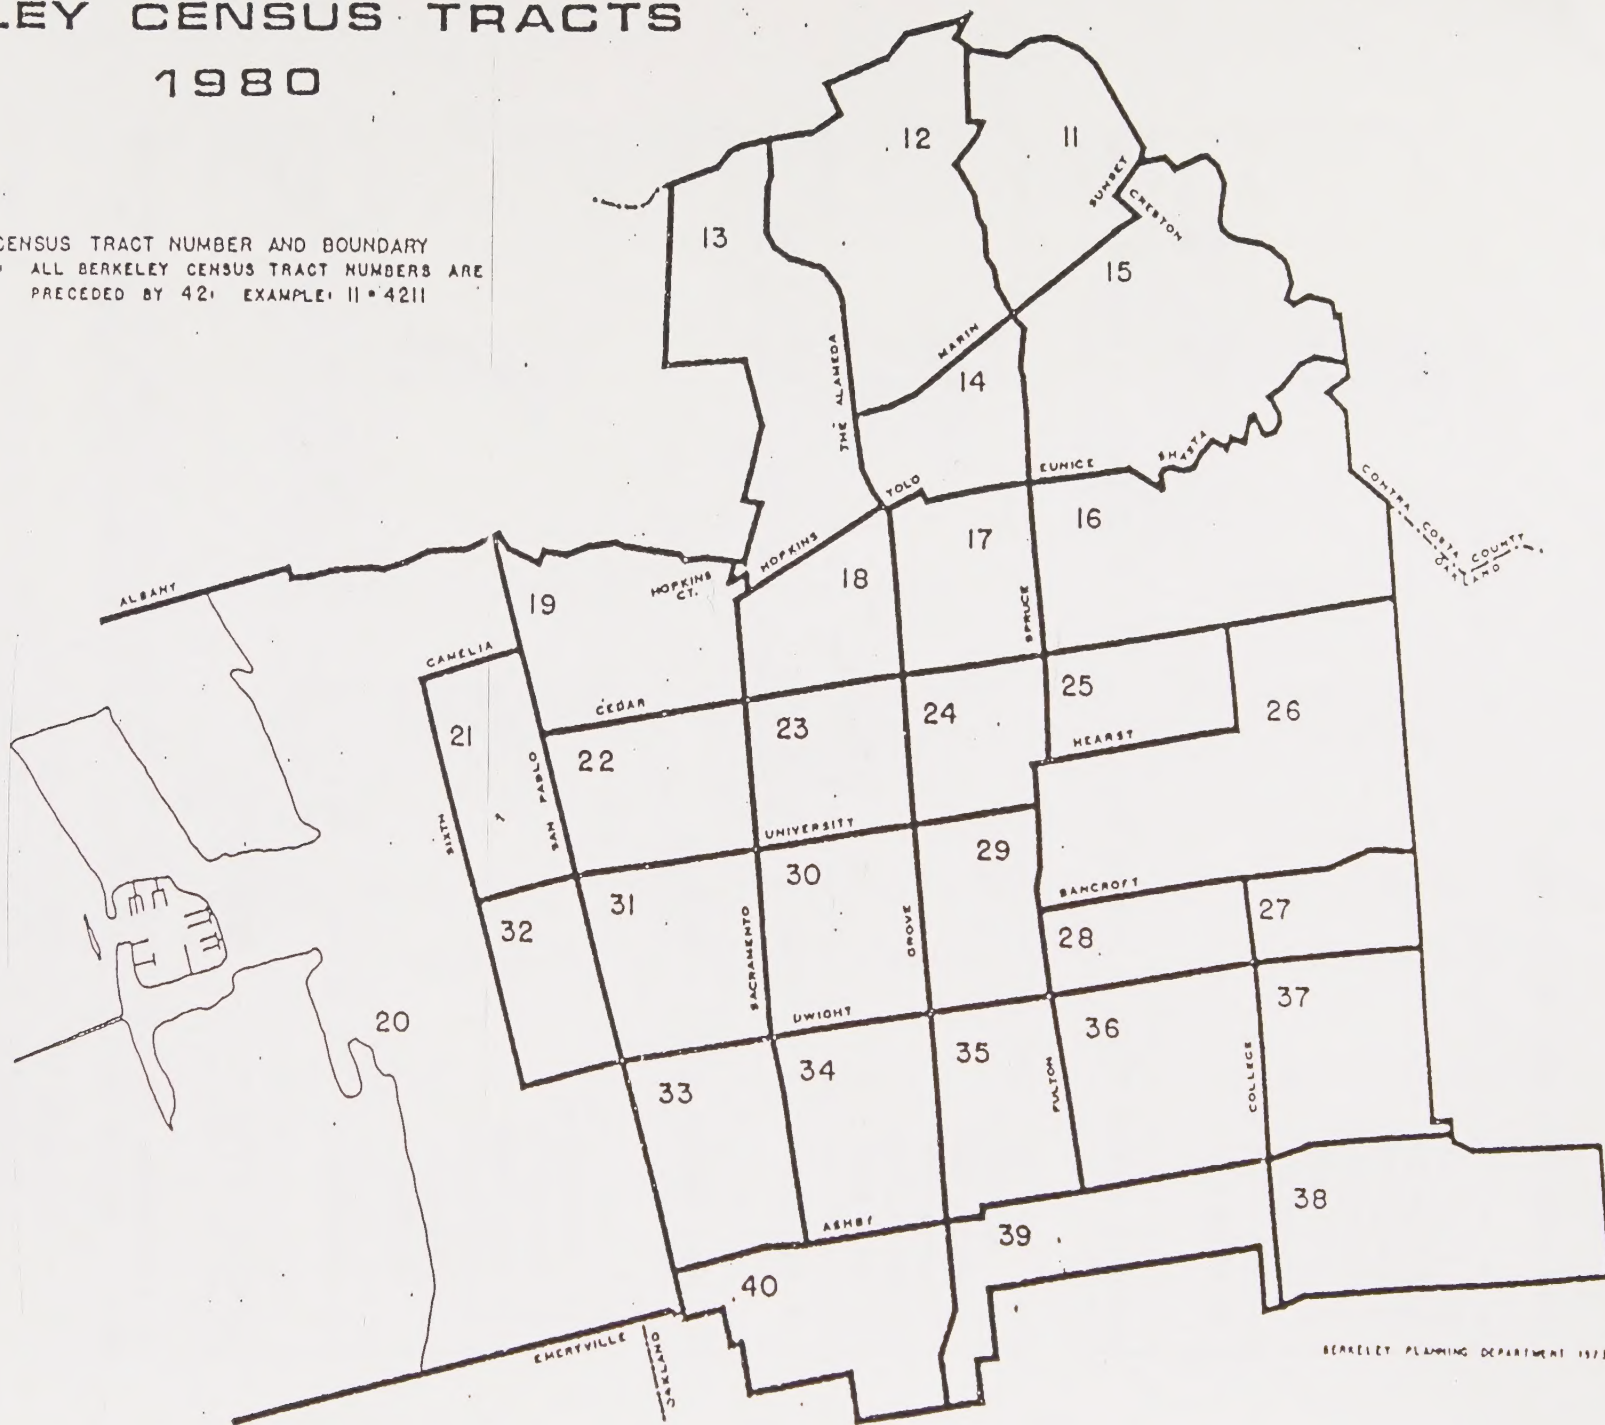 LEY CENSUS TRACTS
1980
CENSUS TRACT NUMBER AND BOUNDARY
ALL BERKELEY CENSUS TRACT NUMBERS ARE
PRECEDED BY 42: EXAMPLE: 11=4211
12
11
SUNSET
CRESTON
13
15
MARIN
THE ALAMEDA
14
SHASTA
EUNICE
YOLO
CONTRA COSTA COUNTY
OAKLAND
16
17
HOPKINS
18
HOPKINS
CT.
ALBANY
19
SPRUCE
CAMELIA
25
CEDAR
26
24
23
21
HEARST
22
SAN PABLO
SIXTH
UNIVERSITY
29
30
BANCROFT
31
27
32
28
SACRAMENTO
GROVE
37
DWIGHT
20
36
35
34
33
FULTON
COLLEGE
38
ASHBY
39
40
EMERYVILLE
OAKLAND
BERKELEY PLANNING DEPARTMENT